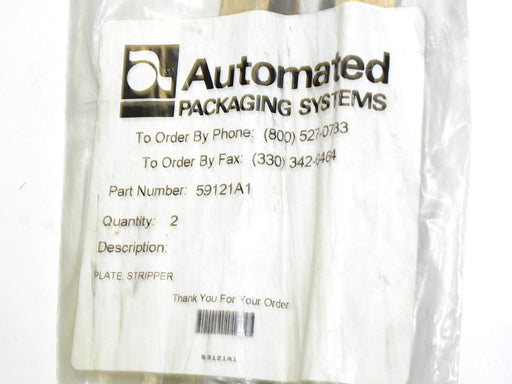 a Automated
PACKAGING SYSTEMS
To Order By Phone: (800) 527-0733
To Order By Fax: (330) 342-6464
Part Number: 59121A1
Quantity: 2
Description:
PLATE, STRIPPER
Thank You For Your Order.
59121A1